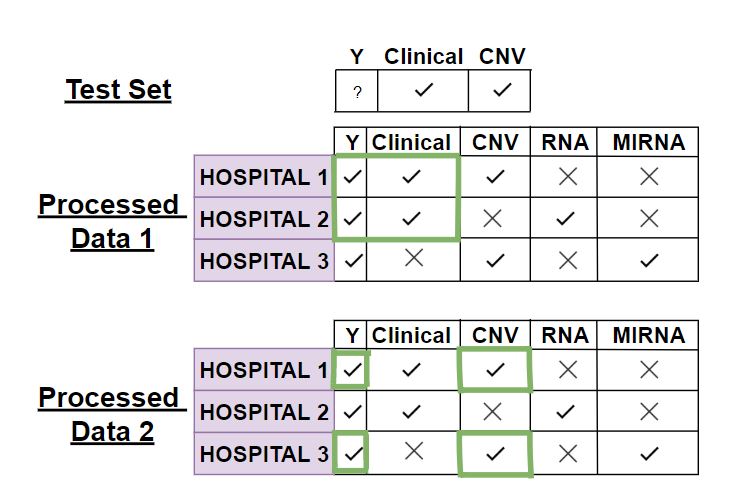 Y Clinical CNV
Test Set ? ✓ ✓
Y Clinical CNV RNA MIRNA
HOSPITAL 1 ✓ ✓ ✓ ✕ ✕
Processed
HOSPITAL 2 ✓ ✓ ✕ ✓ ✕
Data 1
HOSPITAL 3 ✓ ✕ ✓ ✕ ✓
Y Clinical CNV RNA MIRNA
HOSPITAL 1 ✓ ✓ ✓ ✕ ✕
Processed
HOSPITAL 2 ✓ ✓ ✕ ✓ ✕
Data 2
HOSPITAL 3 ✓ ✕ ✓ ✕ ✓